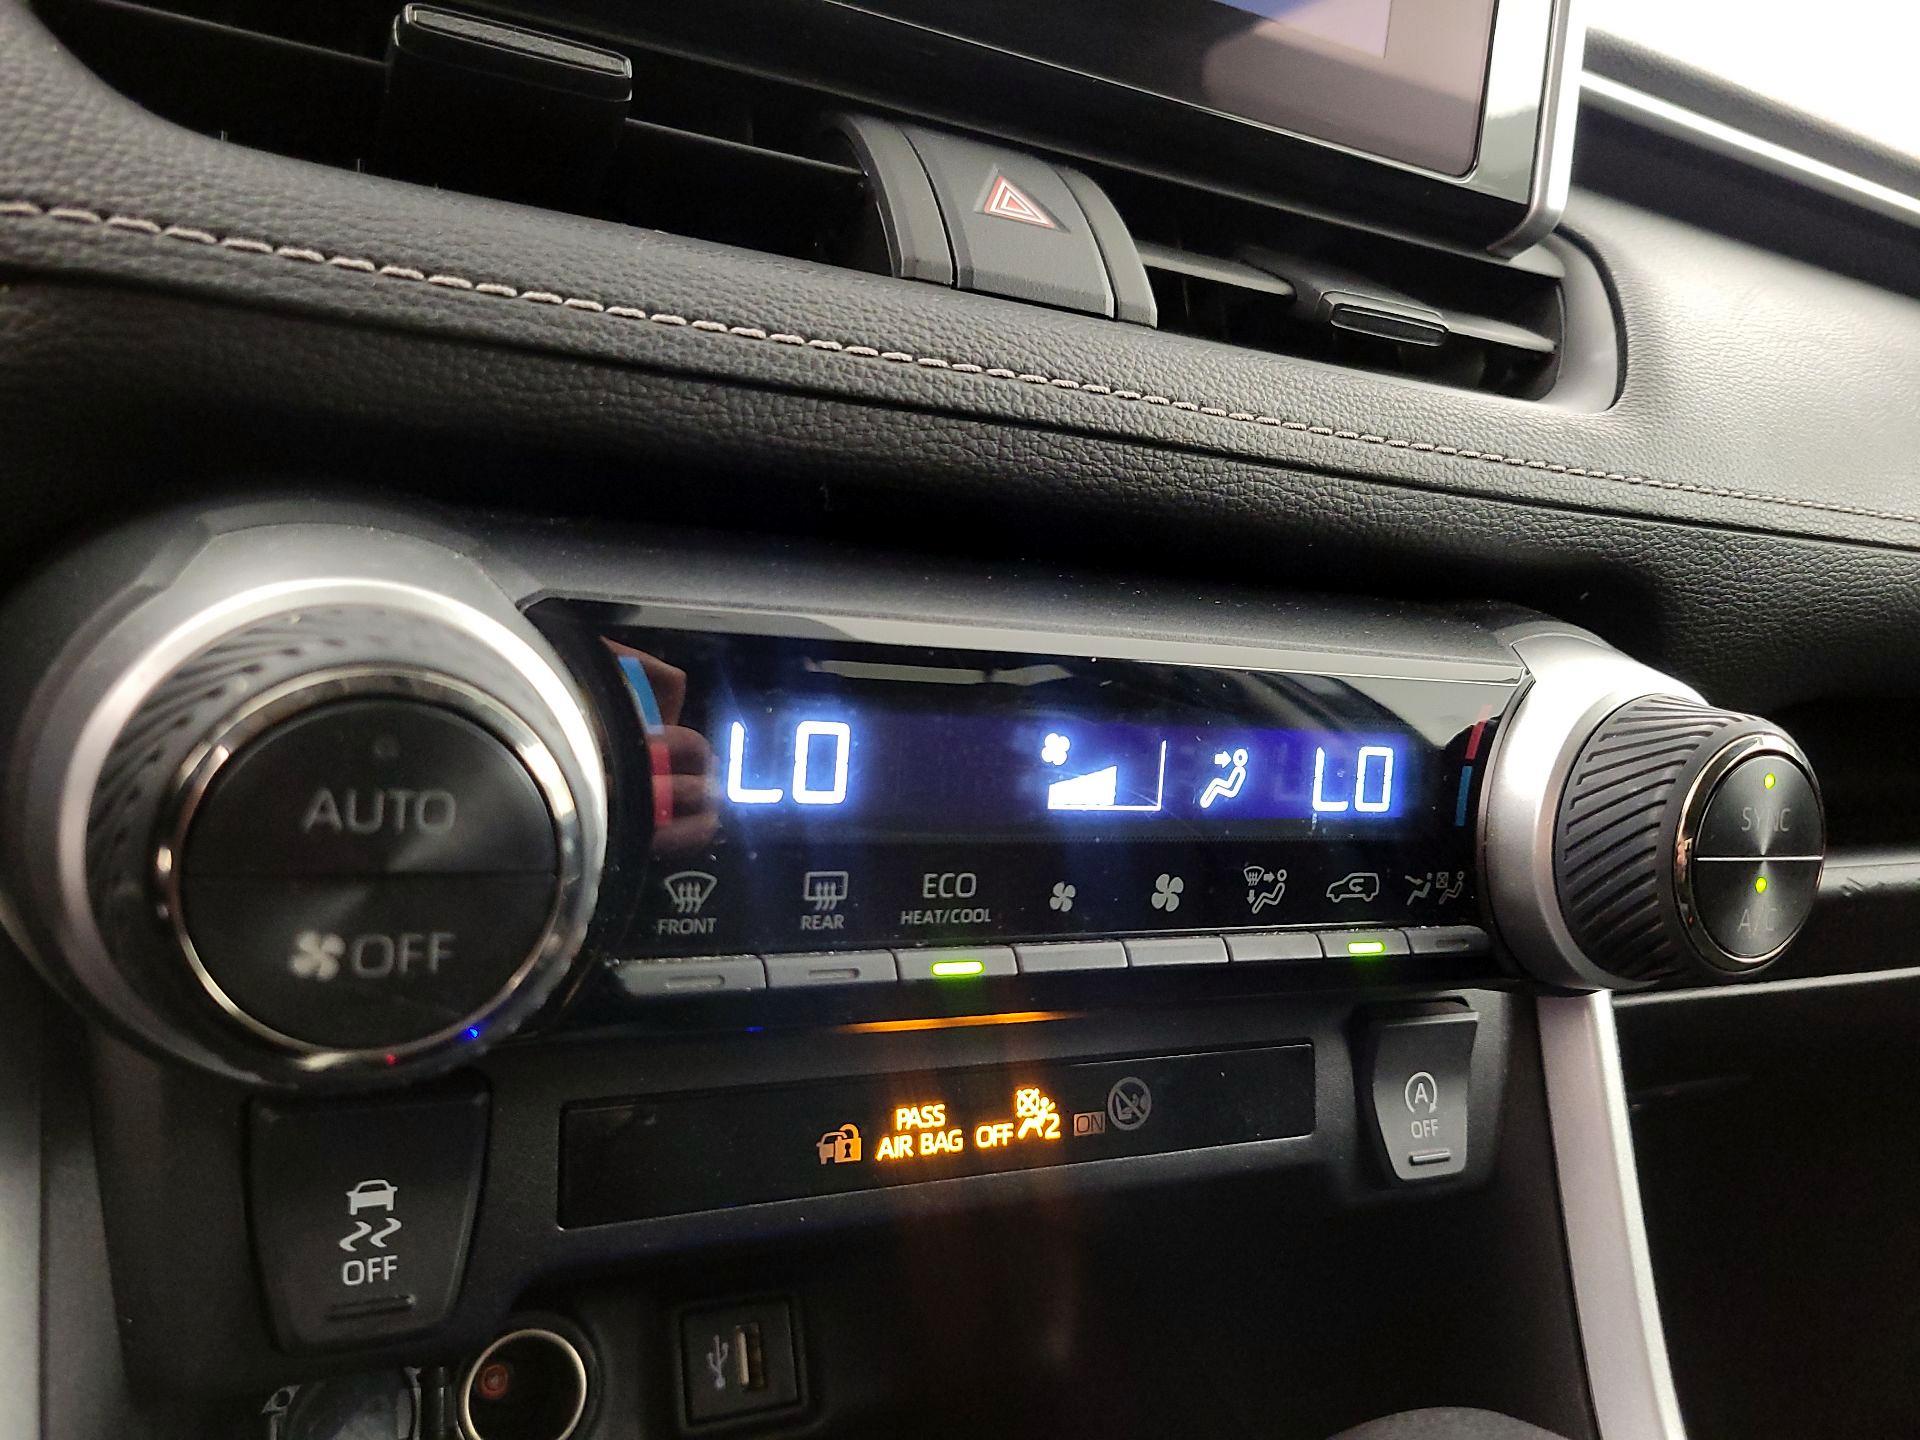 LO
LO
AUTO
OFF
SYNC
A/C
FRONT
REAR
ECO
HEAT/COOL
PASS
AIR BAG OFF
2
ON
A
OFF
OFF